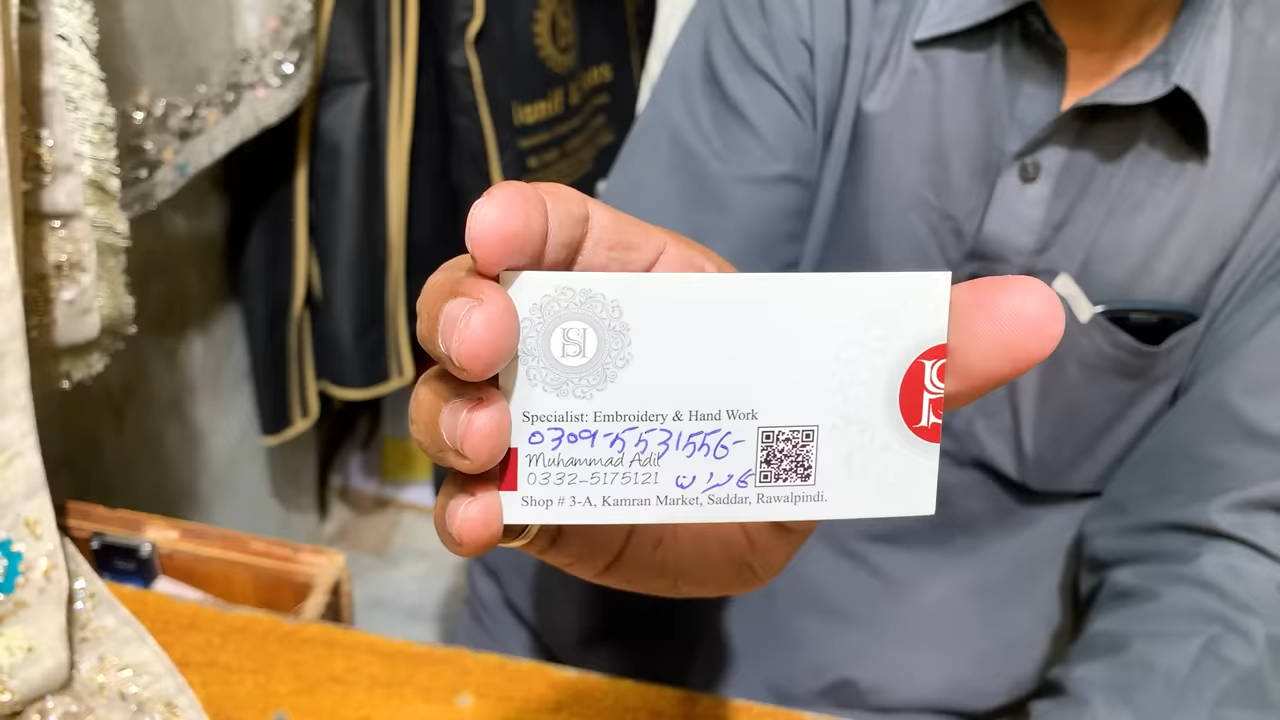 Specialist: Embroidery & Hand Work
0309-5531556-
Muhammad Adil
0332-5175121
Shop # 3-A, Kamran Market, Saddar, Rawalpindi.